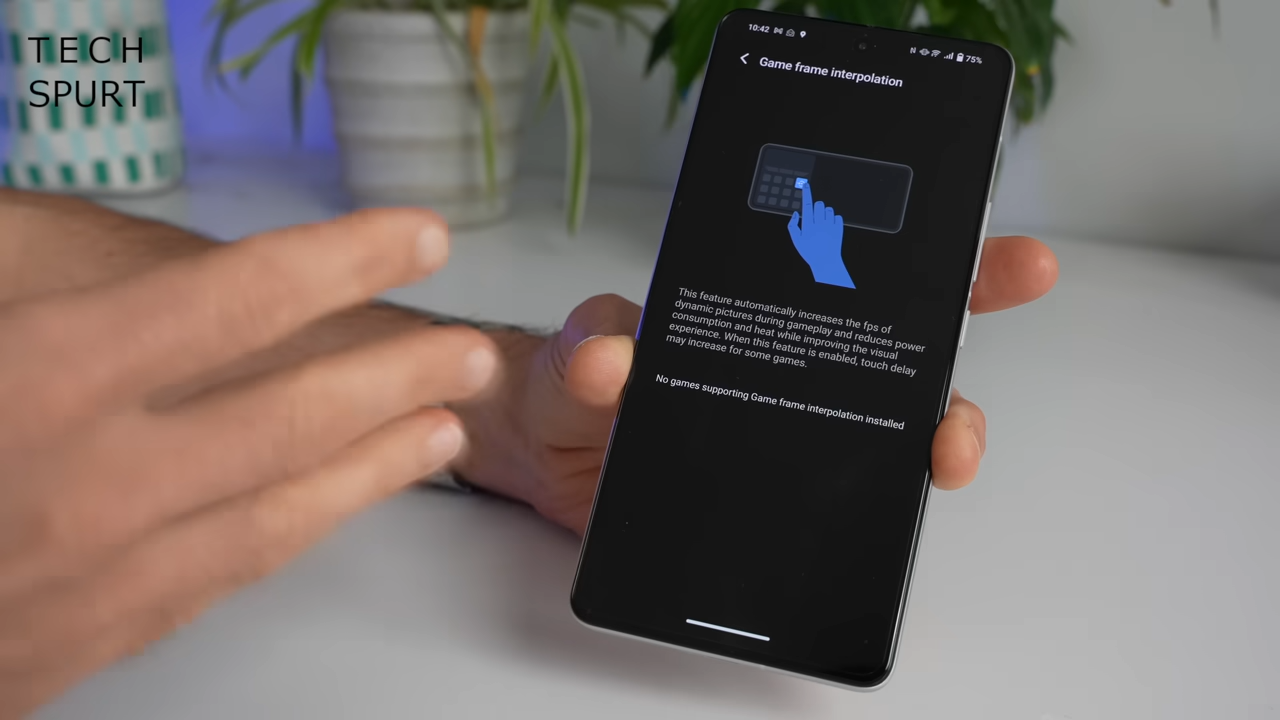 TECH
SPURT
10:42
75%
Game frame interpolation
This feature automatically increases the fps of
dynamic pictures during gameplay and reduces power
consumption and heat while improving the visual
experience. When this feature is enabled, touch delay
may increase for some games.
No games supporting Game frame interpolation installed